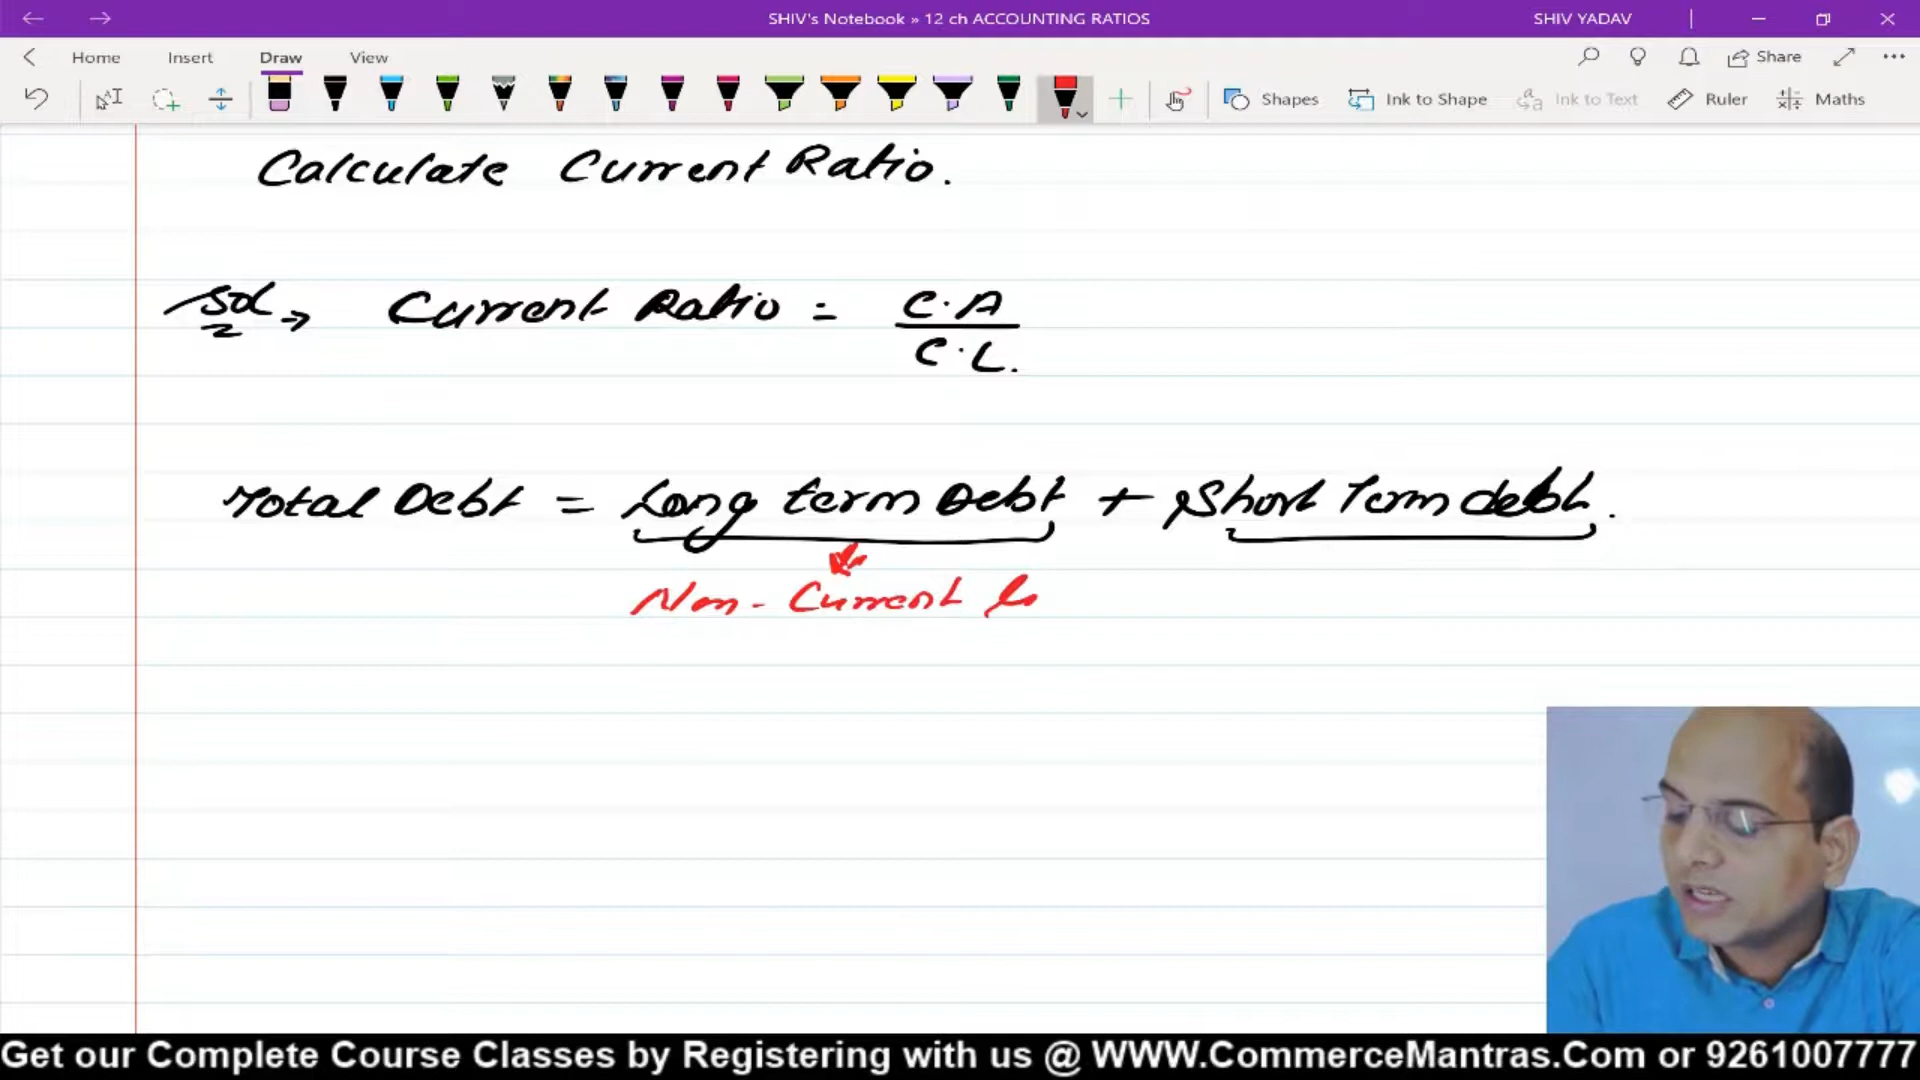 SHIV's Notebook » 12 ch ACCOUNTING RATIOS
SHIV YADAV
Home Insert Draw View
Share
Shapes Ink to Shape Ink to Text Ruler Maths
Calculate Current Ratio.
Sol → Current Ratio = C.A
C.L.
Total Debt = Long term Debt + Short Term debt.
Non-Current
Get our Complete Course Classes by Registering with us @ WWW.CommerceMantras.Com or 9261007777